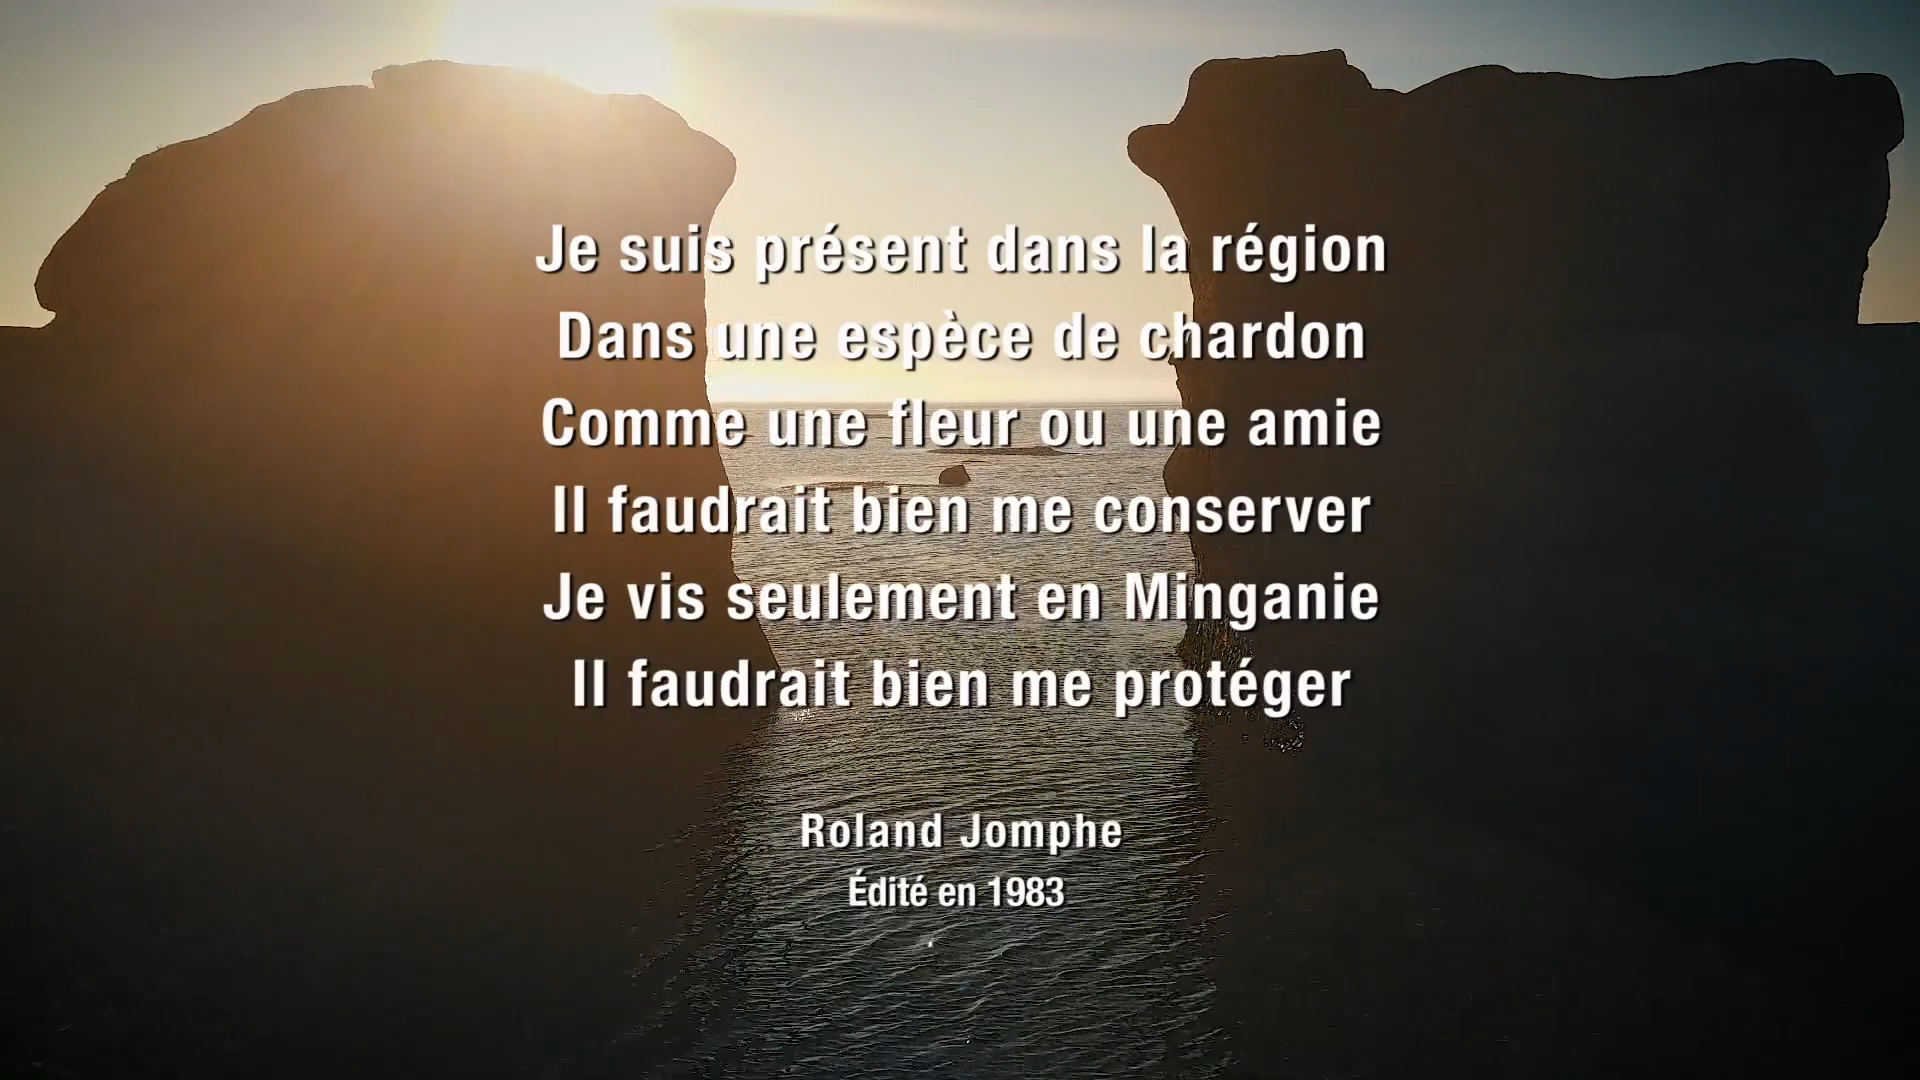 Je suis présent dans la région
Dans une espèce de chardon
Comme une fleur ou une amie
Il faudrait bien me conserver
Je vis seulement en Minganie
Il faudrait bien me protéger
Roland Jomphe
Édité en 1983